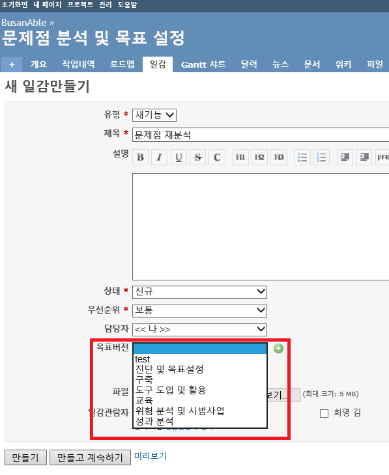 초기화면 내 페이지 프로젝트 관리 도움말
BusanAble »
문제점 분석 및 목표 설정
+ 개요 작업내역 로드맵 일감 Gantt 차트 달력 뉴스 문서 위키 파일
새 일감만들기
유형 * 새기능
제목 * 문제점 재분석
설명 B I U S C H1 H2 H3 pre
상태 * 신규
우선순위 * 보통
담당자 << 나 >>
목표버전
test
진단 및 목표설정
구축
도구 도입 및 활용
교육
위험 분석 및 시범사업
성과 분석
파일 보기... (최대 크기: 5 MB)
일감관람자 희영 김
만들기 만들고 계속하기 미리보기